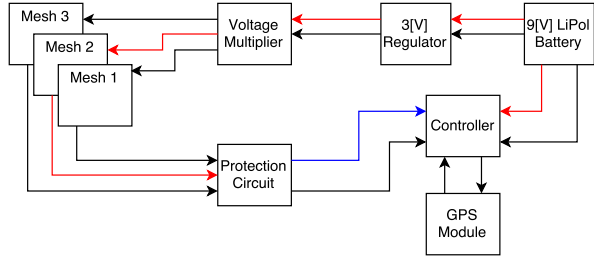 Mesh 3
Mesh 2
Mesh 1
Voltage
Multiplier
3[V]
Regulator
9[V] LiPol
Battery
Protection
Circuit
Controller
GPS
Module